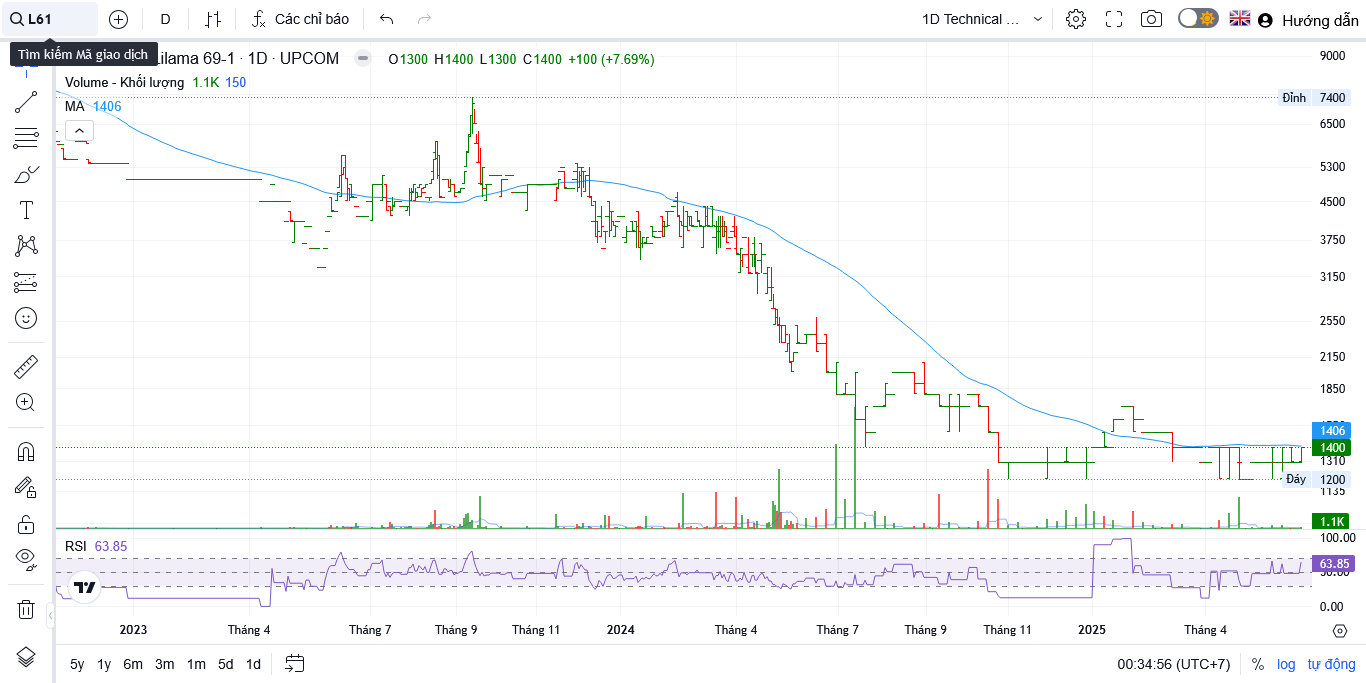 L61
D
Các chỉ báo
1D Technical ...
Hướng dẫn
Tìm kiếm Mã giao dịch
Lilama 69-1 · 1D · UPCOM
O1300 H1400 L1300 C1400 +100 (+7.69%)
Volume - Khối lượng 1.1K 150
MA 1406
9000
Đỉnh 7400
6500
5300
4500
3750
3150
2550
2150
1850
1406
1400
1310
Đáy 1200
1135
1.1K
RSI 63.85
100.00
63.85
50.00
0.00
2023 Tháng 4 Tháng 7 Tháng 9 Tháng 11 2024 Tháng 4 Tháng 7 Tháng 9 Tháng 11 2025 Tháng 4
5y 1y 6m 3m 1m 5d 1d
00:34:56 (UTC+7) % log tự động